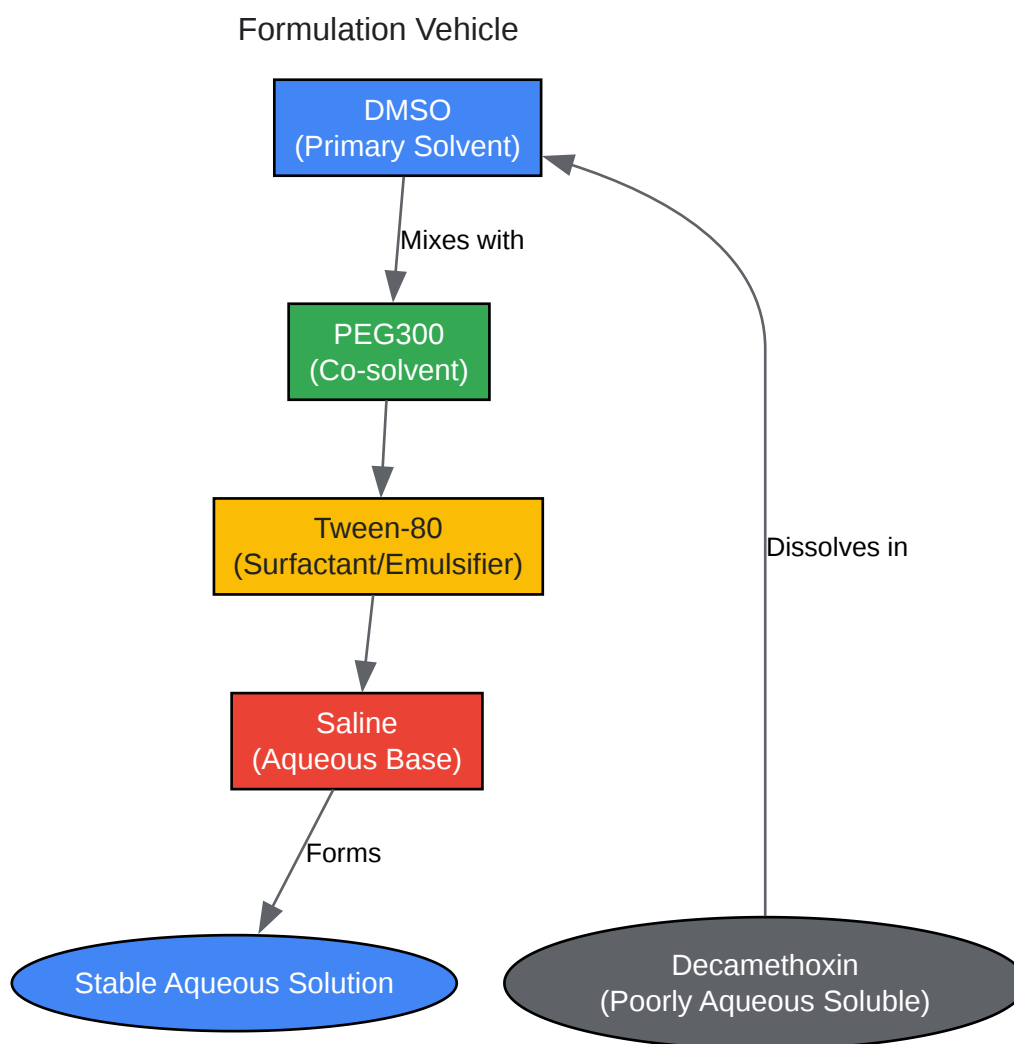 Formulation Vehicle
DMSO
(Primary Solvent)
Mixes with
PEG300
(Co-solvent)
Tween-80
(Surfactant/Emulsifier)
Dissolves in
Saline
(Aqueous Base)
Forms
Stable Aqueous Solution
Decamethoxin
(Poorly Aqueous Soluble)